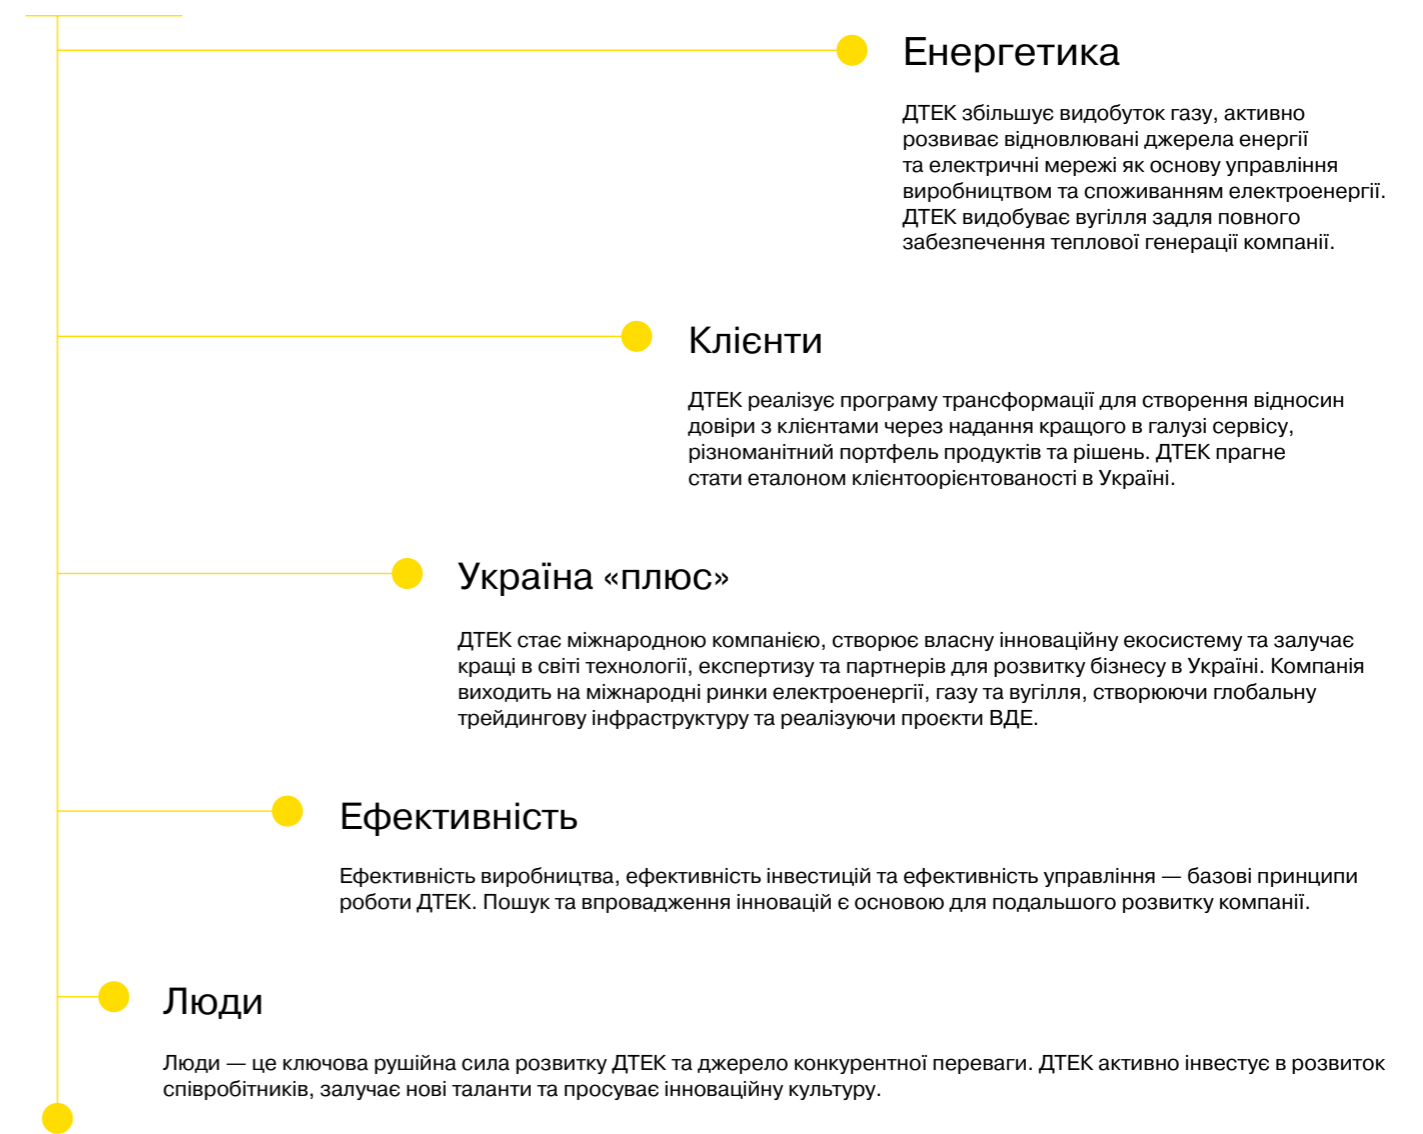 Енергетика
ДТЕК збільшує видобуток газу, активно
розвиває відновлювані джерела енергії
та електричні мережі як основу управління
виробництвом та споживанням електроенергії.
ДТЕК видобуває вугілля задля повного
забезпечення теплової генерації компанії.
Клієнти
ДТЕК реалізує програму трансформації для створення відносин
довіри з клієнтами через надання кращого в галузі сервісу,
різноманітний портфель продуктів та рішень. ДТЕК прагне
стати еталоном клієнтоорієнтованості в Україні.
Україна «плюс»
ДТЕК стає міжнародною компанією, створює власну інноваційну екосистему та залучає
кращі в світі технології, експертизу та партнерів для розвитку бізнесу в Україні. Компанія
виходить на міжнародні ринки електроенергії, газу та вугілля, створюючи глобальну
трейдингову інфраструктуру та реалізуючи проєкти ВДЕ.
Ефективність
Ефективність виробництва, ефективність інвестицій та ефективність управління — базові принципи
роботи ДТЕК. Пошук та впровадження інновацій є основою для подальшого розвитку компанії.
Люди
Люди — це ключова рушійна сила розвитку ДТЕК та джерело конкурентної переваги. ДТЕК активно інвестує в розвиток
співробітників, залучає нові таланти та просуває інноваційну культуру.